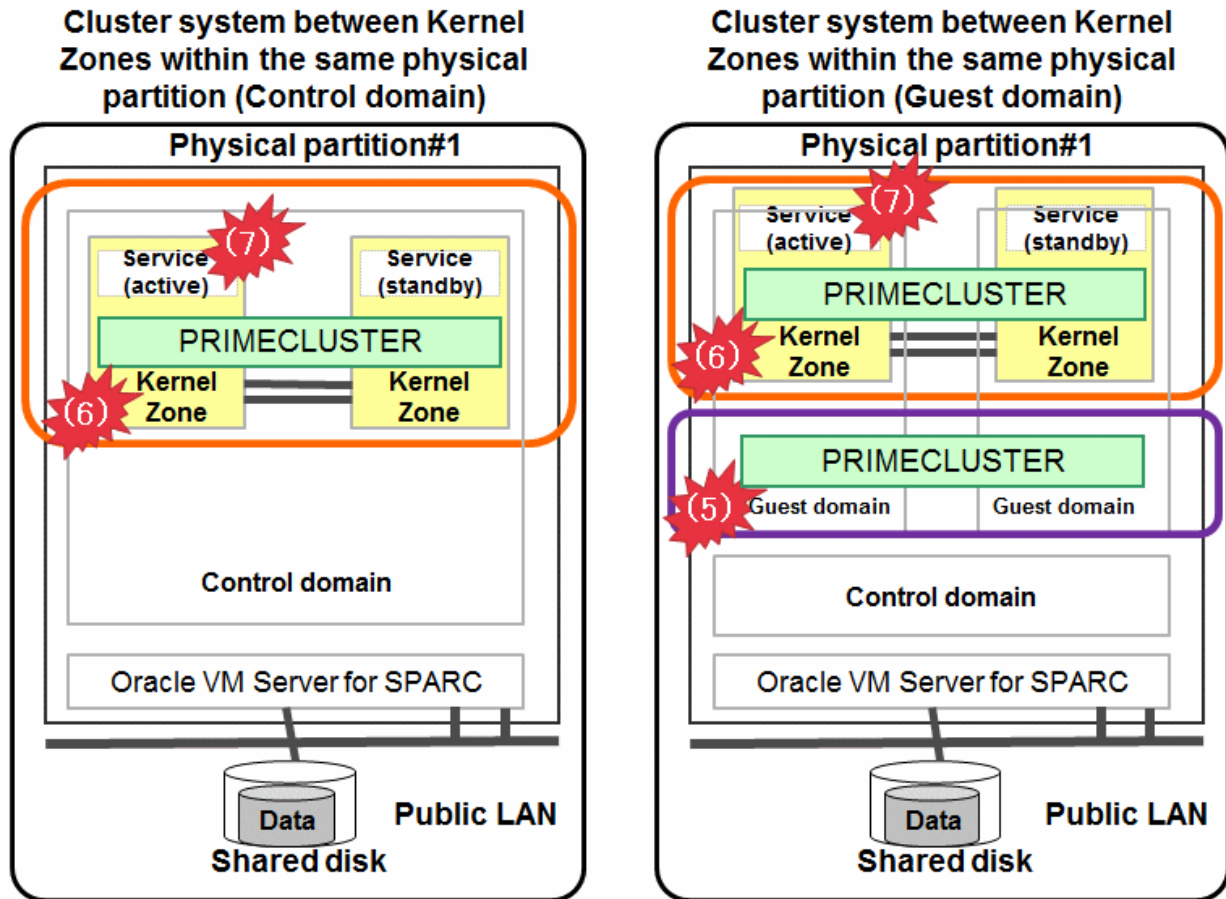 Cluster system between Kernel
Zones within the same physical
partition (Control domain)
Physical partition#1
(7)
Service
(active)
Service
(standby)
PRIMECLUSTER
(6)
Kernel
Zone
Kernel
Zone
Control domain
Oracle VM Server for SPARC
Data
Public LAN
Shared disk
Cluster system between Kernel
Zones within the same physical
partition (Guest domain)
Physical partition#1
(7)
Service
(active)
Service
(standby)
PRIMECLUSTER
(6)
Kernel
Zone
Kernel
Zone
PRIMECLUSTER
(5)
Guest domain
Guest domain
Control domain
Oracle VM Server for SPARC
Data
Public LAN
Shared disk